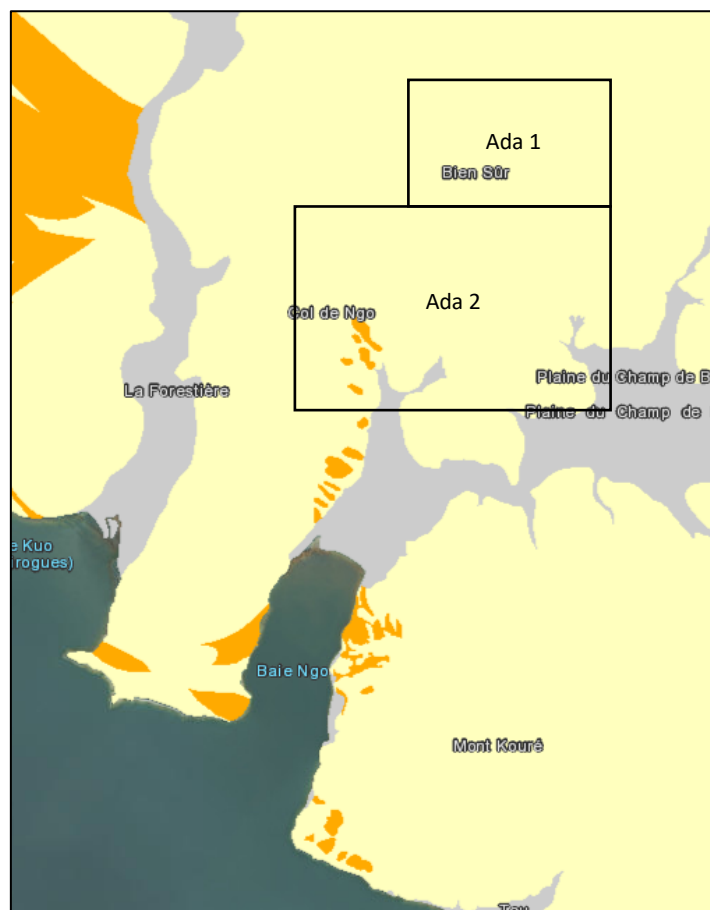 Ada 1
Bien Sûr
Ada 2
Col de Ngo
Plaine du Champ de B
La Forestière
Plaine du Champ de
e Kuo
irogues)
Baie Ngo
Mont Kouré